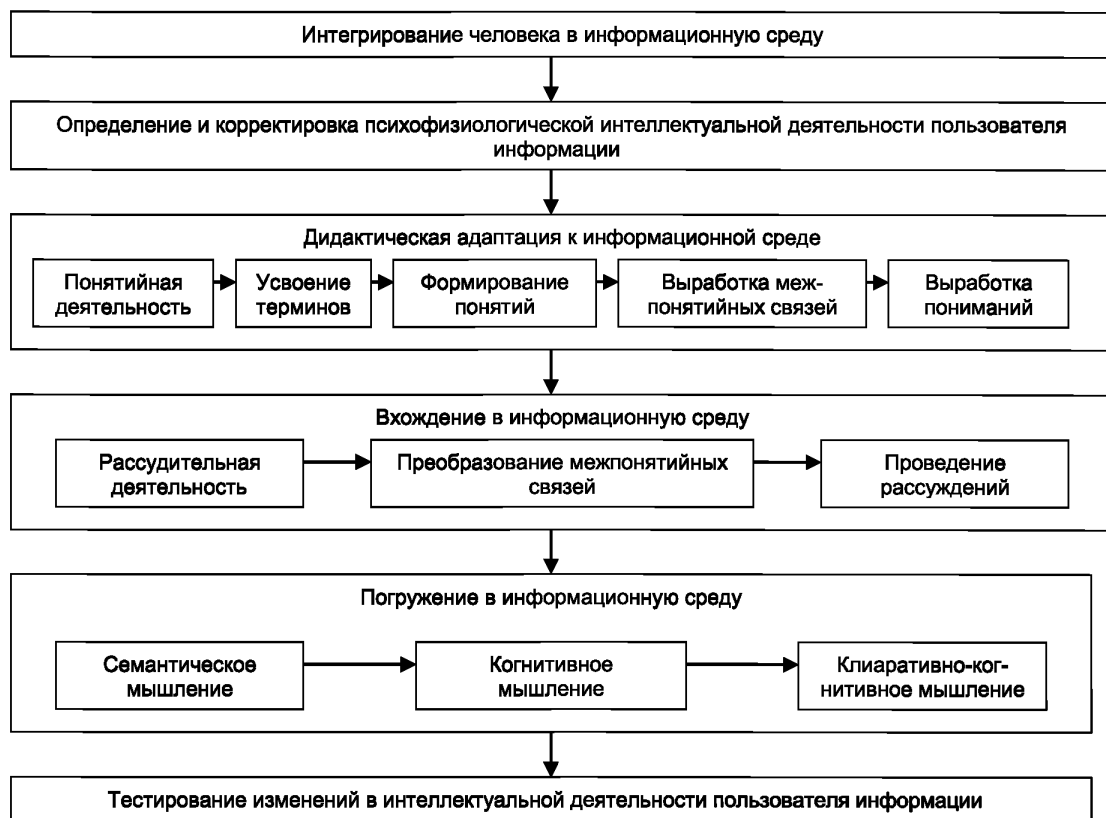 Интегрирование человека в информационную среду
Определение и корректировка психофизиологической интеллектуальной деятельности пользователя
информации
Дидактическая адаптация к информационной среде
Понятийная
деятельность
Усвоение
терминов
Формирование
понятий
Выработка меж-
понятийных связей
Выработка
пониманий
Вхождение в информационную среду
Рассудительная
деятельность
Преобразование межпонятийных
связей
Проведение
рассуждений
Погружение в информационную среду
Семантическое
мышление
Когнитивное
мышление
Клиаративно-ког-
нитивное мышление
Тестирование изменений в интеллектуальной деятельности пользователя информации